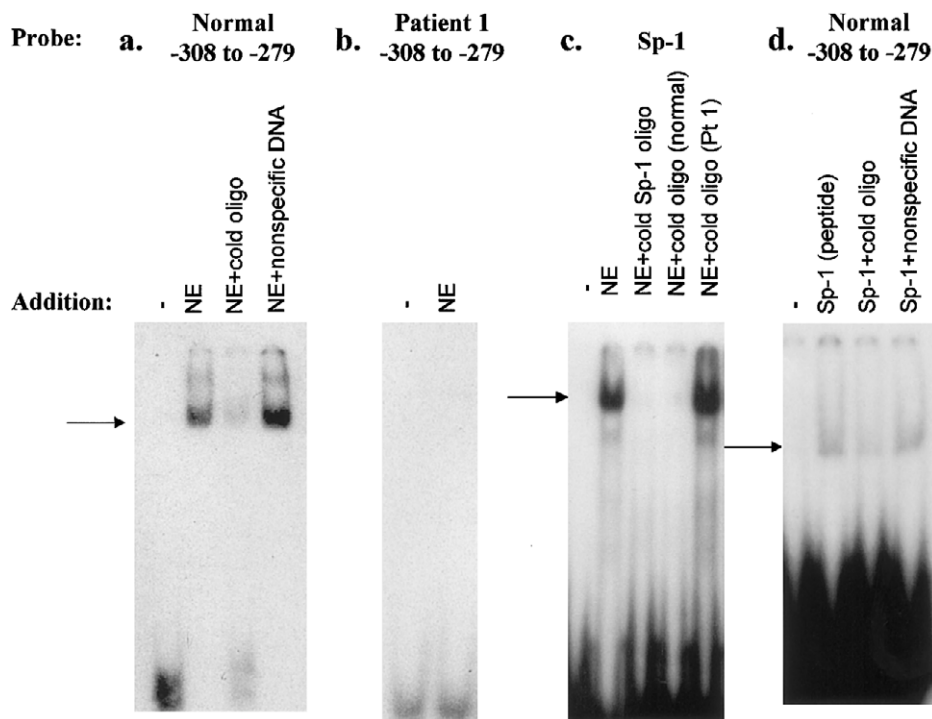 Probe:
a. Normal
-308 to -279
b. Patient 1
-308 to -279
c. Sp-1
d. Normal
-308 to -279
Addition:
-
NE
NE+cold oligo
NE+nonspecific DNA
-
NE
-
NE
NE+cold Sp-1 oligo
NE+cold oligo (normal)
NE+cold oligo (Pt 1)
-
Sp-1 (peptide)
Sp-1+cold oligo
Sp-1+nonspecific DNA